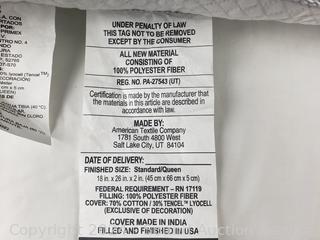 UNDER PENALTY OF LAW
THIS TAG NOT TO BE REMOVED
EXCEPT BY THE CONSUMER
ALL NEW MATERIAL
CONSISTING OF
100% POLYESTER FIBER
REG. NO. PA-27543 (UT)
Certification is made by the manufacturer that
the materials in this article are described in
accordance with law.
MADE BY:
American Textile Company
1781 South 4800 West
Salt Lake City, UT 84104
DATE OF DELIVERY:
FINISHED SIZE: Standard/Queen
18 in. x 26 in. x 2 in. (45 cm x 66 cm x 5 cm)
FEDERAL REQUIREMENT – RN 17119
FILLING: 100% POLYESTER FIBER
COVER: 70% COTTON / 30% TENCEL™ LYOCELL
(EXCLUSIVE OF DECORATION)
COVER MADE IN INDIA
FILLED AND FINISHED IN USA